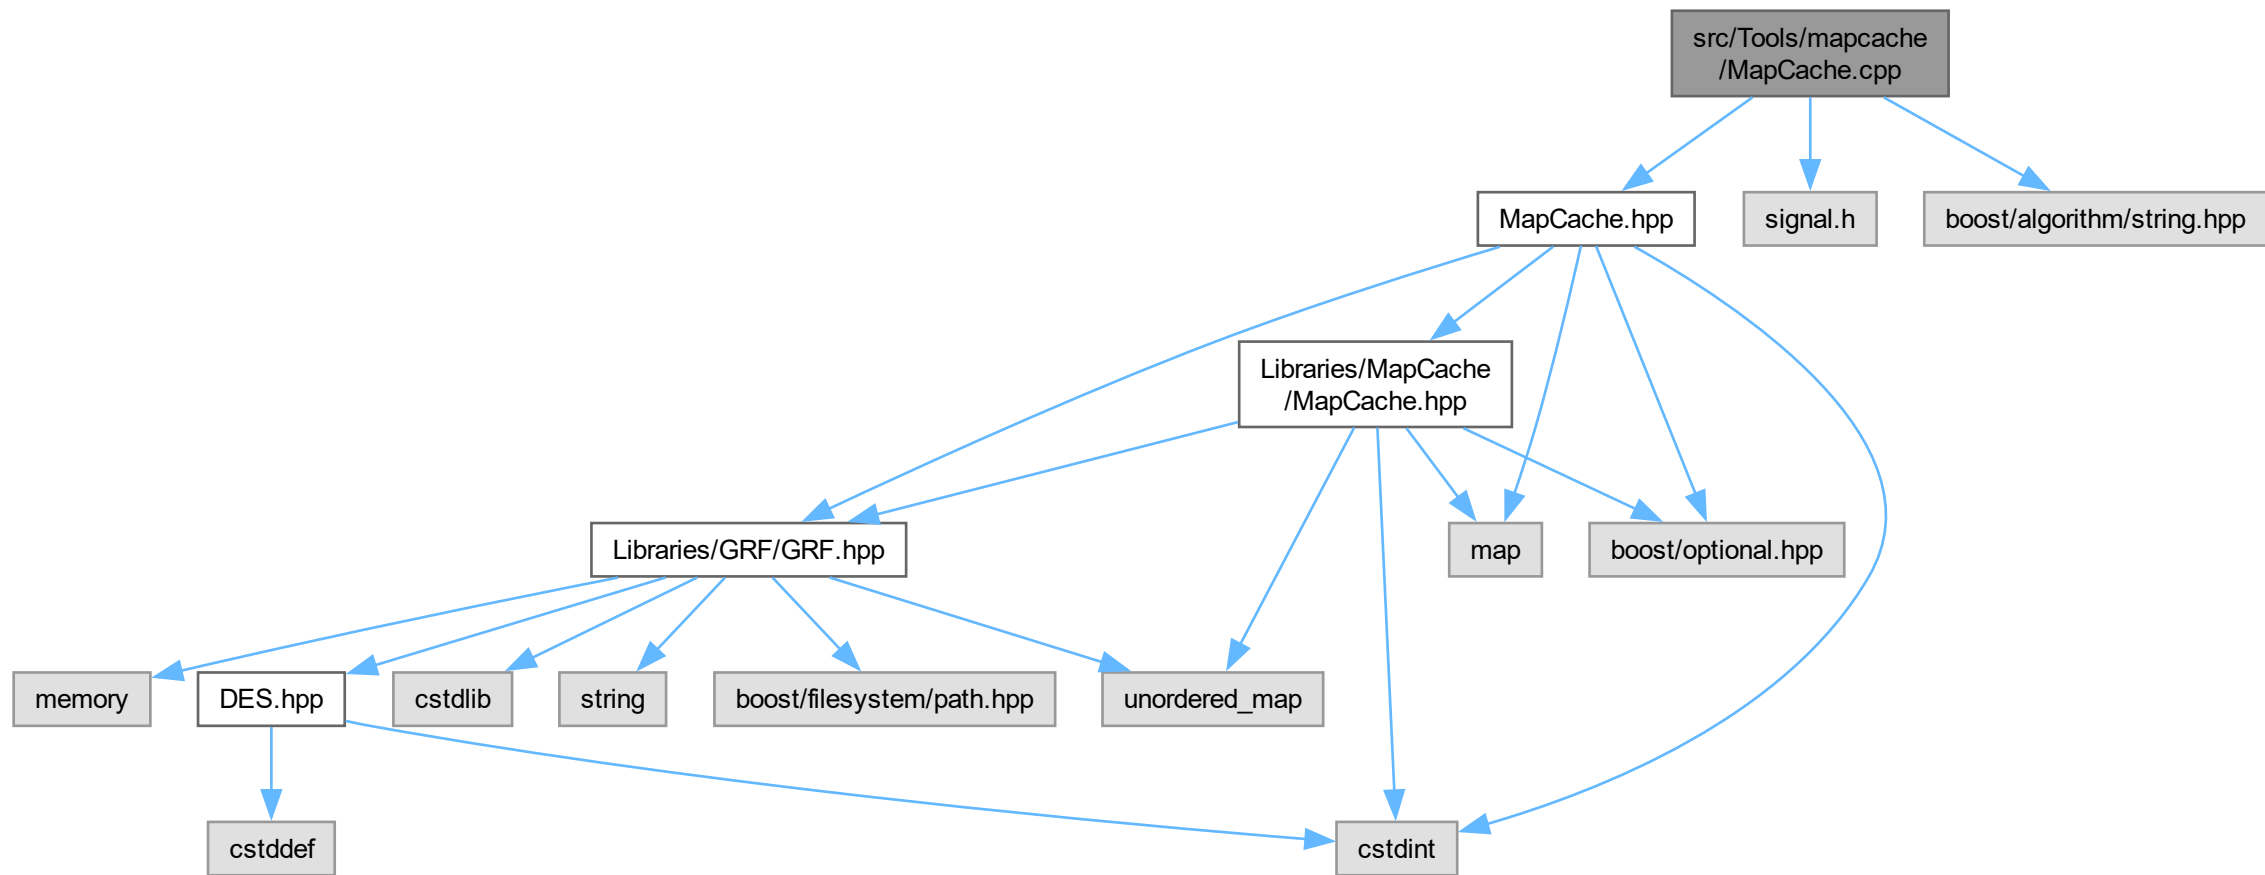 src/Tools/mapcache
/MapCache.cpp
MapCache.hpp
signal.h
boost/algorithm/string.hpp
Libraries/MapCache
/MapCache.hpp
Libraries/GRF/GRF.hpp
map
boost/optional.hpp
memory
DES.hpp
cstdlib
string
boost/filesystem/path.hpp
unordered_map
cstddef
cstdint